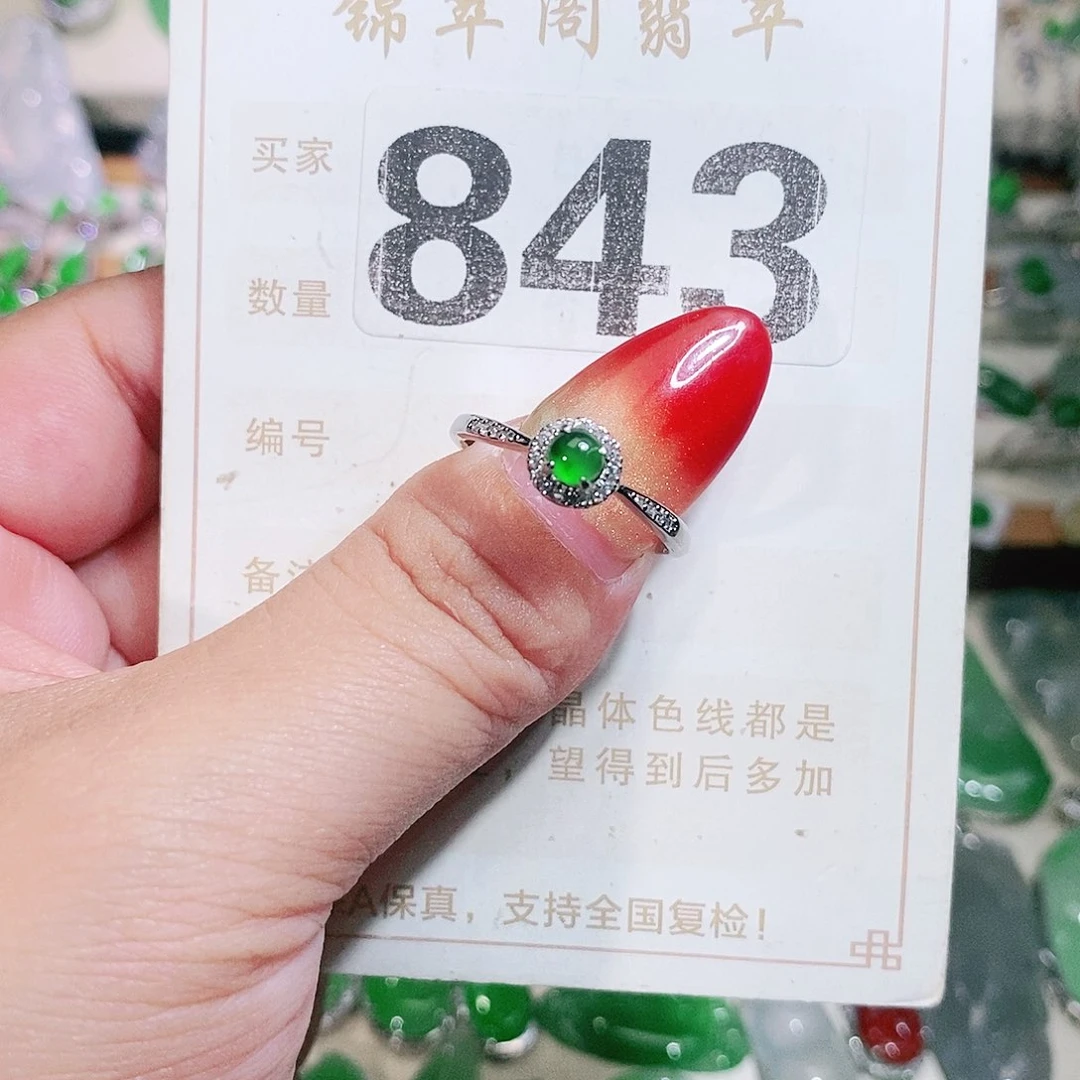 锦翠阁翡翠
买家
843
数量
编号
备注
晶体色线都是
，望得到后多加
A保真，支持全国复检！